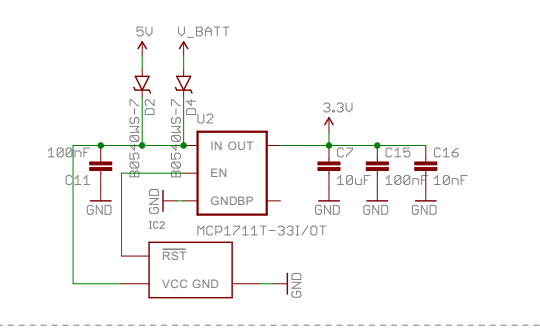 5V
V_BATT
B0540WS-7
D2
B0540WS-7
D4
U2
3.3V
100nF
C11
IN OUT
EN
GNDBP
C7
10uF
C15
100nF
C16
10nF
GND
GND
GND
GND
GND
IC2
MCP1711T-33I/OT
RST
VCC GND
GND